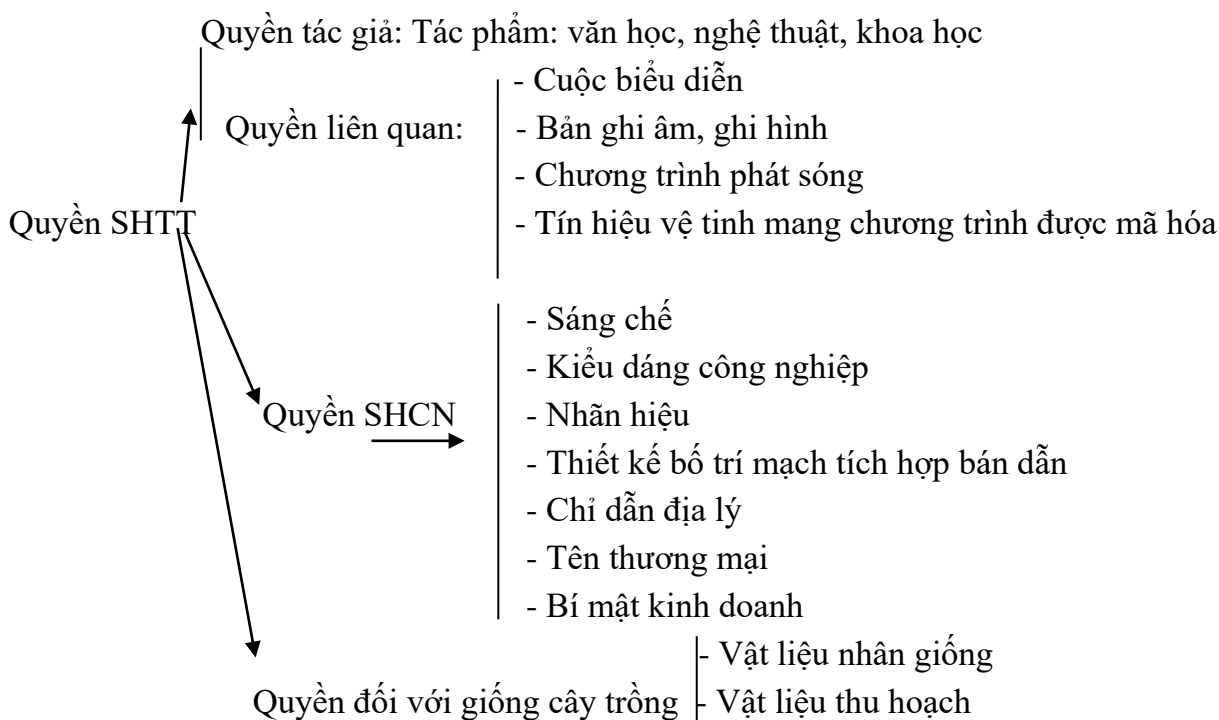 Quyền tác giả: Tác phẩm: văn học, nghệ thuật, khoa học
- Cuộc biểu diễn
Quyền liên quan:
- Bản ghi âm, ghi hình
- Chương trình phát sóng
Quyền SHTT
- Tín hiệu vệ tinh mang chương trình được mã hóa
- Sáng chế
- Kiểu dáng công nghiệp
Quyền SHCN
- Nhãn hiệu
- Thiết kế bố trí mạch tích hợp bán dẫn
- Chỉ dẫn địa lý
- Tên thương mại
- Bí mật kinh doanh
- Vật liệu nhân giống
Quyền đối với giống cây trồng
- Vật liệu thu hoạch